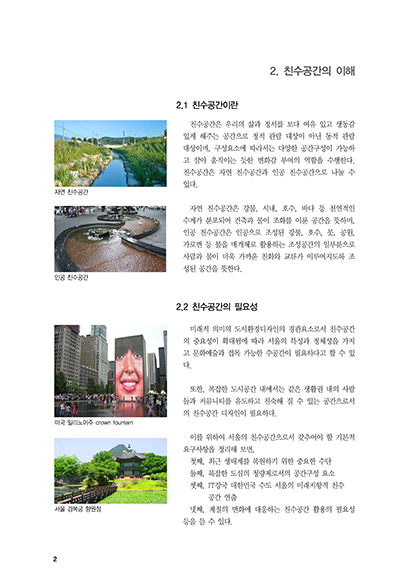 2. 친수공간의 이해
2.1 친수공간이란
친수공간은 우리의 삶과 정서를 보다 여유 있고 생동감
있게 해주는 공간으로 정적 관람 대상이 아닌 동적 관람
대상이며, 구성요소에 따라서는 다양한 공간구성이 가능하
고 살아 움직이는 듯한 변화감 부여의 역할을 수행한다.
친수공간은 자연 친수공간과 인공 친수공간으로 나눌 수
있다.
자연 친수공간
자연 친수공간은 강물, 시내, 호수, 바다 등 천연적인
수계가 분포되어 건축과 물이 조화를 이룬 공간을 뜻하며,
인공 친수공간은 인공으로 조성된 강물, 호수, 못, 공원,
가로변 등 물을 매개체로 활용하는 조성공간의 일부분으로
사람과 물이 더욱 가까운 친화와 교류가 이루어지도록 조
성된 공간을 뜻한다.
인공 친수공간
2.2 친수공간의 필요성
미래적 의미의 도시환경디자인의 경관요소로서 친수공간
의 중요성이 확대됨에 따라 서울의 특성과 정체성을 가지
고 문화예술과 접목 가능한 수공간이 필요하다고 할 수 있
다.
또한, 복잡한 도시공간 내에서는 같은 생활권 내의 사람
들과 커뮤니티를 유도하고 친숙해 질 수 있는 공간으로서
의 친수공간 디자인이 필요하다.
미국 일리노이주 crown fountain
이를 위하여 서울의 친수공간으로서 갖추어야 할 기본적
요구사항을 정리해 보면,
첫째, 최근 생태계를 복원하기 위한 중요한 수단
둘째, 복잡한 도심의 청량제로서의 공간구성 요소
셋째, IT강국 대한민국 수도 서울의 미래지향적 친수
공간 연출
넷째, 계절의 변화에 대응하는 친수공간 활용의 필요성
등을 들 수 있다.
서울 경복궁 향원정
2